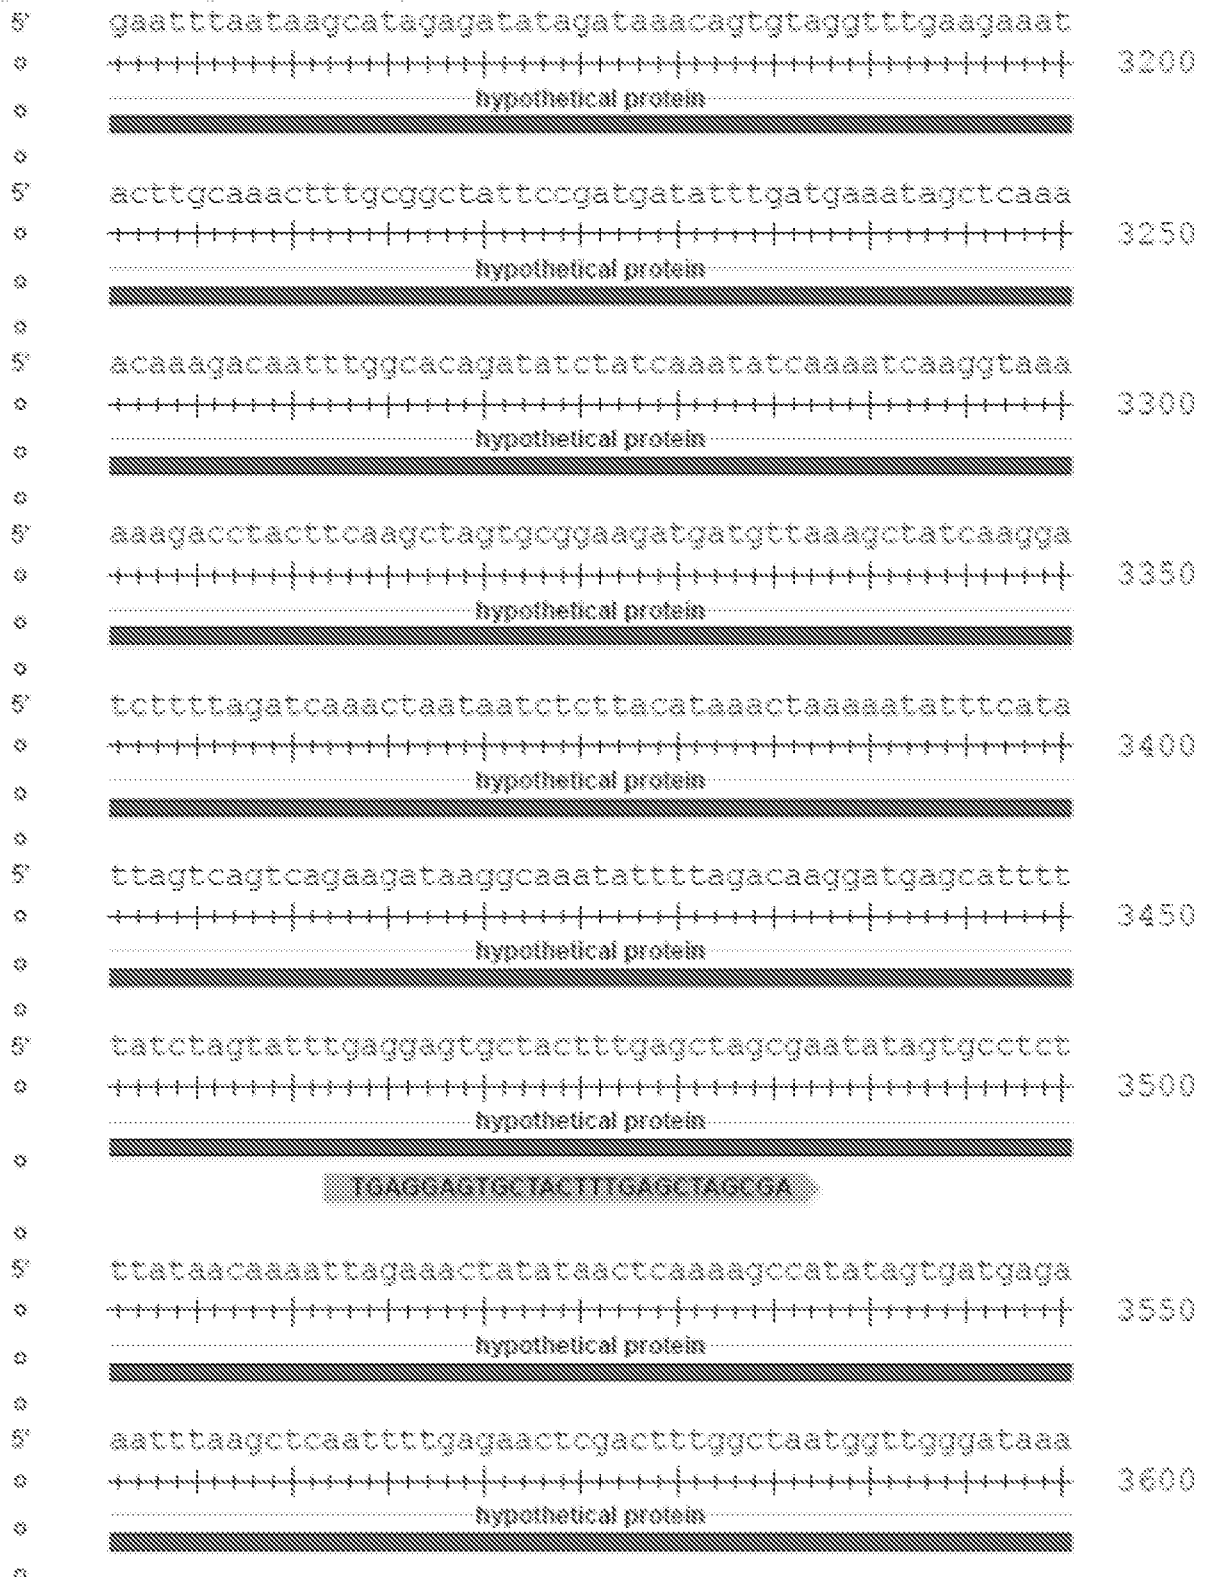 5' gaatttaataagcatagagatatagataaacagtgtaggtttgaagaaat
3200
hypothetical protein
5' acttgcaaactttgcggctattccgatgatatttgatgaaatagctcaaa
3250
hypothetical protein
5' acaaagacaatttggcacagatatctatcaaatatcaaaatcaaggtaaa
3300
hypothetical protein
5' aaagacctacttcaagctagtgcggaagatgatgttaaagctatcaagga
3350
hypothetical protein
5' tcttttagatcaaactaataatctcttacataaactaaaaatatttcata
3400
hypothetical protein
5' ttagtcagtcagaagataaggcaaatattttagacaaggatgagcatttt
3450
hypothetical protein
5' tatctagtatttgaggagtgctactttgagctagcgaatatagtgcctct
3500
hypothetical protein
TGAGGAGTGCTACTTTGAGCTAGCGA
5' ttataacaaaattagaaactatataactcaaaagccatatagtgatgaga
3550
hypothetical protein
5' aatttaagctcaattttgagaactcgactttggctaatggttgggataaa
3600
hypothetical protein